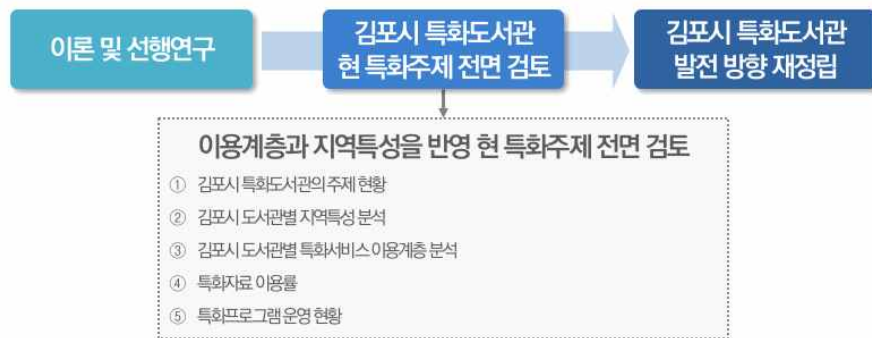 이론 및 선행연구
김포시 특화도서관
현 특화주제 전면 검토
김포시 특화도서관
발전 방향 재정립
이용계층과 지역특성을 반영 현 특화주제 전면 검토
① 김포시 특화도서관의 주제 현황
② 김포시 도서관별 지역특성 분석
③ 김포시 도서관별 특화서비스 이용계층 분석
④ 특화자료 이용률
⑤ 특화프로그램 운영 현황